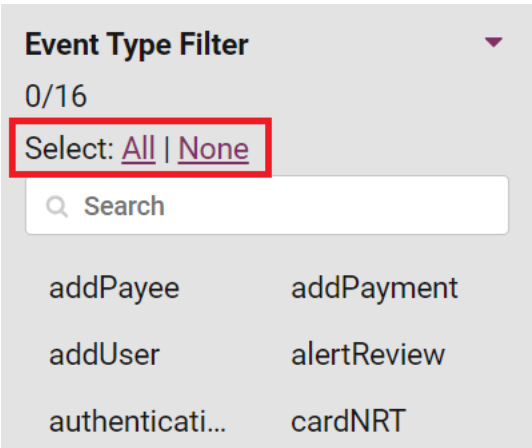 Event Type Filter
0/16
Select: All | None
Search
addPayee addPayment
addUser alertReview
authenticati... cardNRT